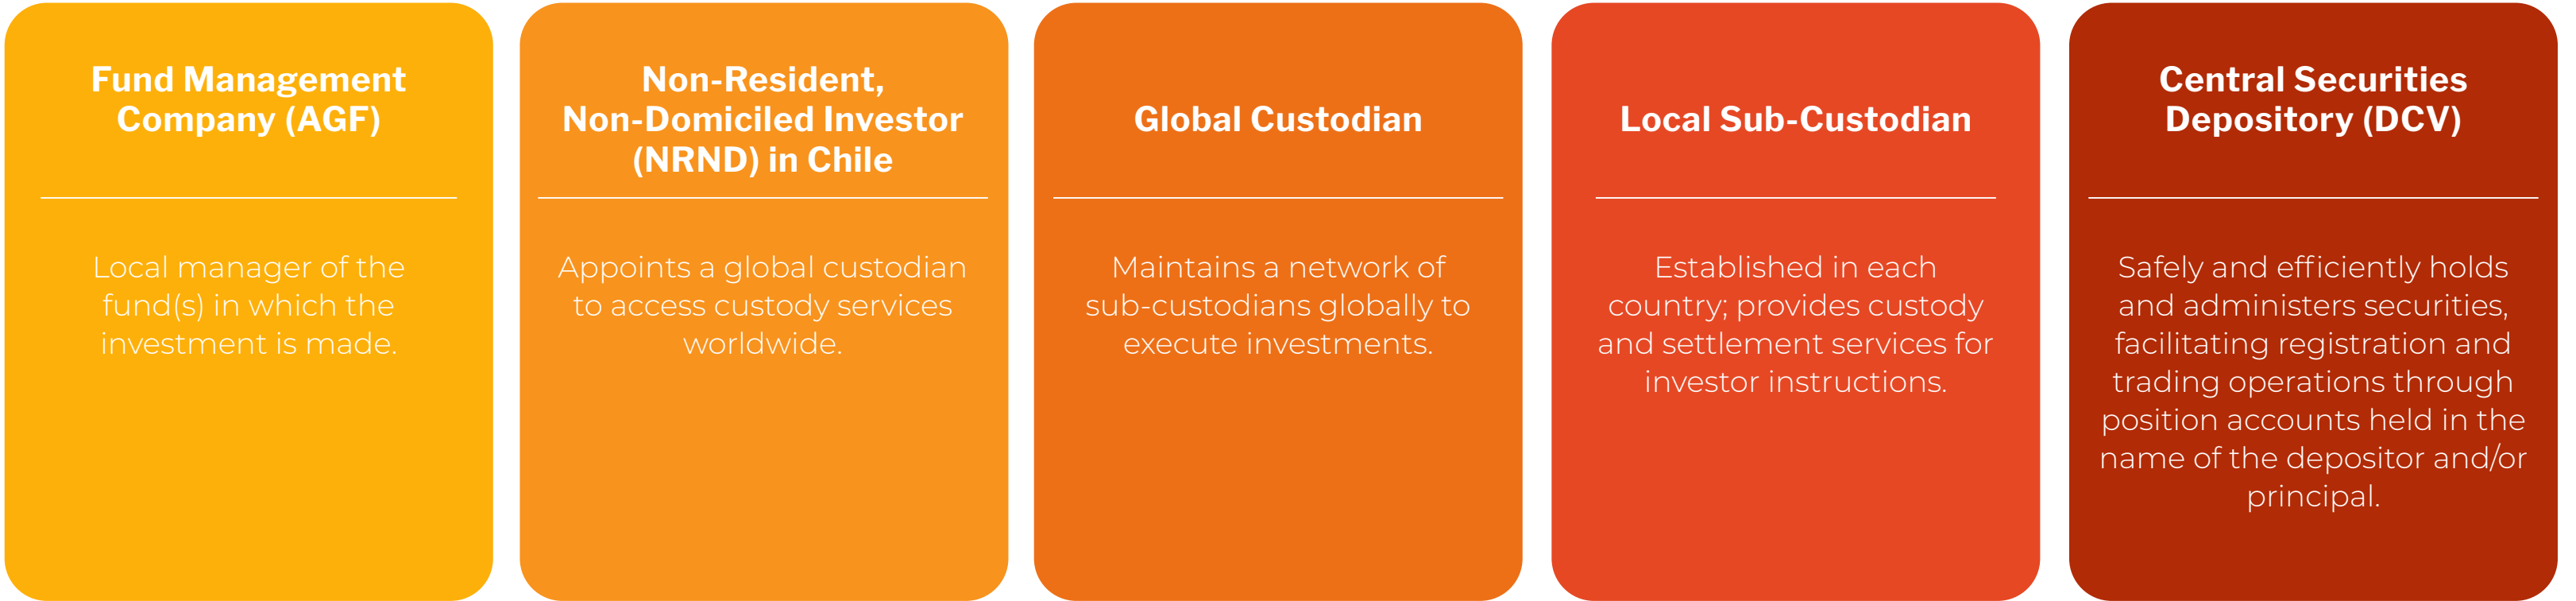 Fund Management
Company (AGF)
Local manager of the
fund(s) in which the
investment is made.
Non-Resident,
Non-Domiciled Investor
(NRND) in Chile
Appoints a global custodian
to access custody services
worldwide.
Global Custodian
Maintains a network of
sub-custodians globally to
execute investments.
Local Sub-Custodian
Established in each
country; provides custody
and settlement services for
investor instructions.
Central Securities
Depository (DCV)
Safely and efficiently holds
and administers securities,
facilitating registration and
trading operations through
position accounts held in the
name of the depositor and/or
principal.